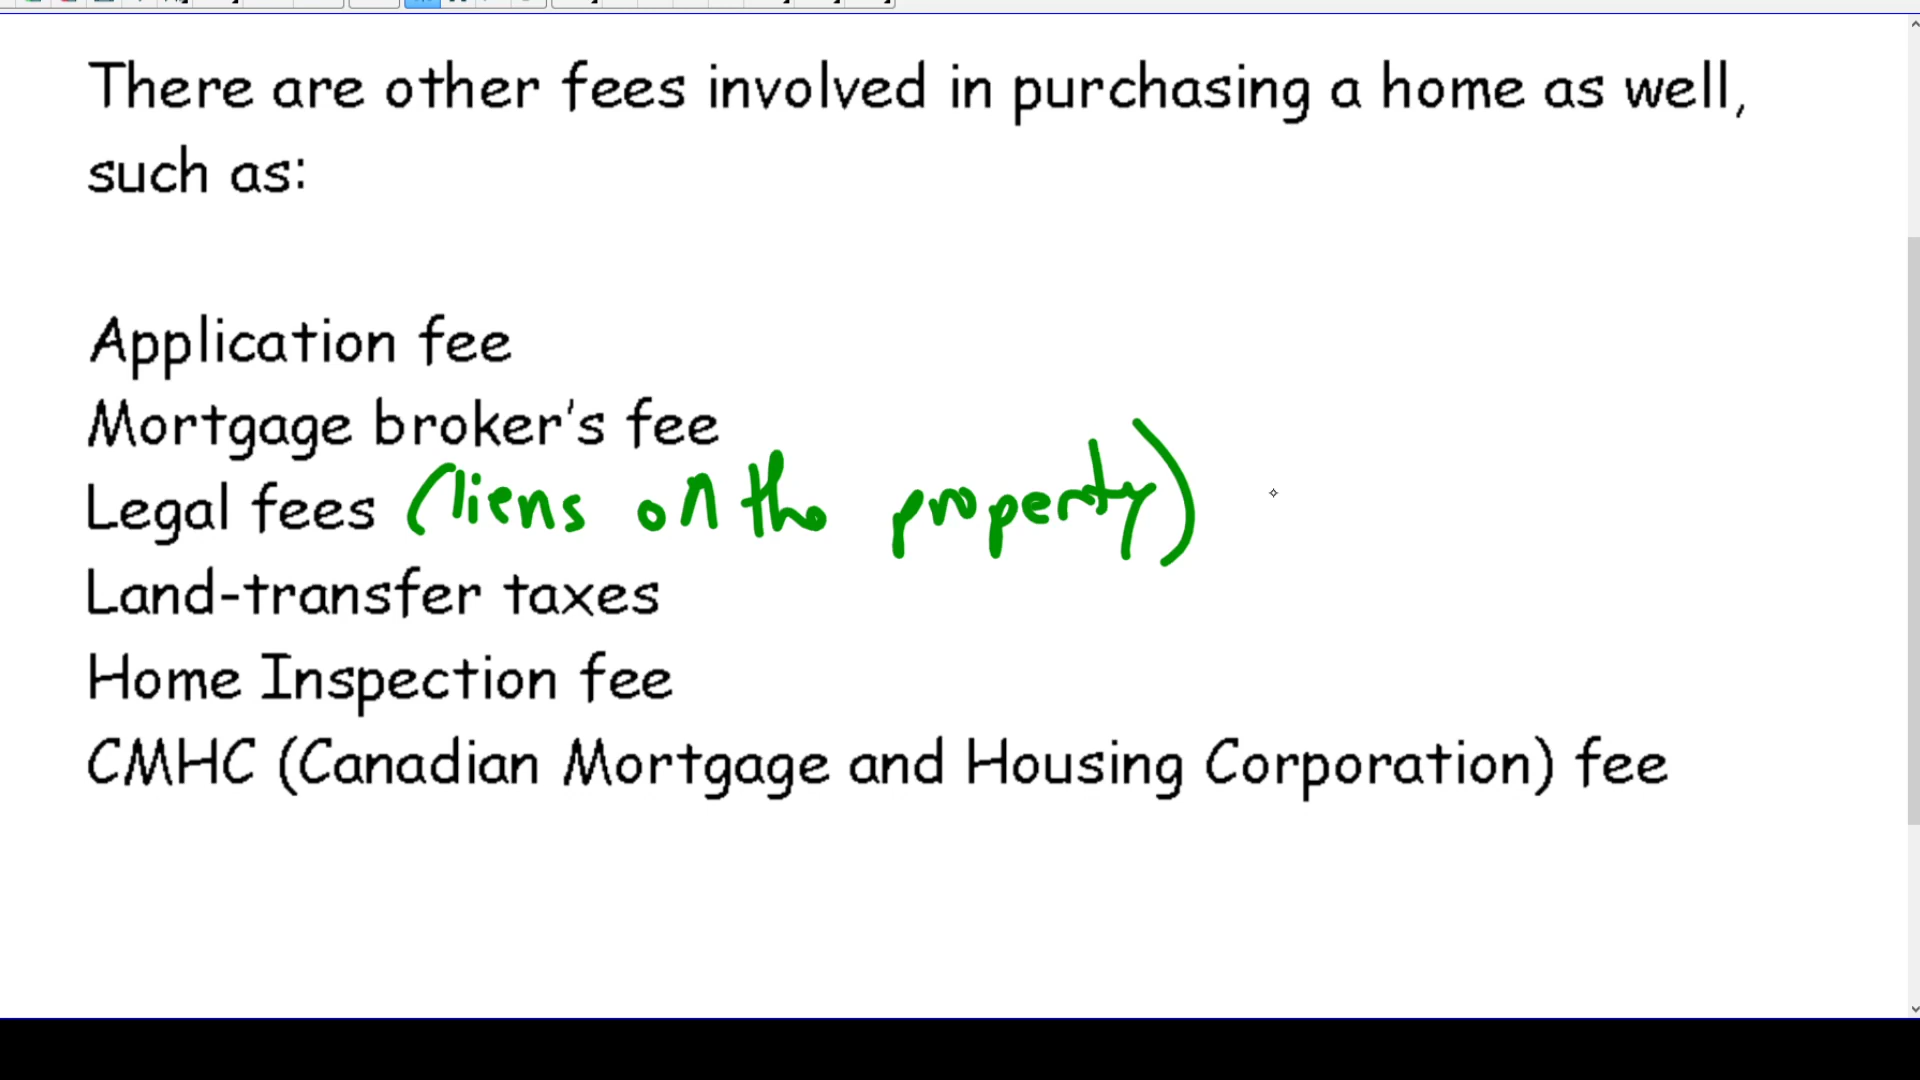 There are other fees involved in purchasing a home as well,
such as:
Application fee
Mortgage broker's fee
Legal fees (liens on the property)
Land-transfer taxes
Home Inspection fee
CMHC (Canadian Mortgage and Housing Corporation) fee